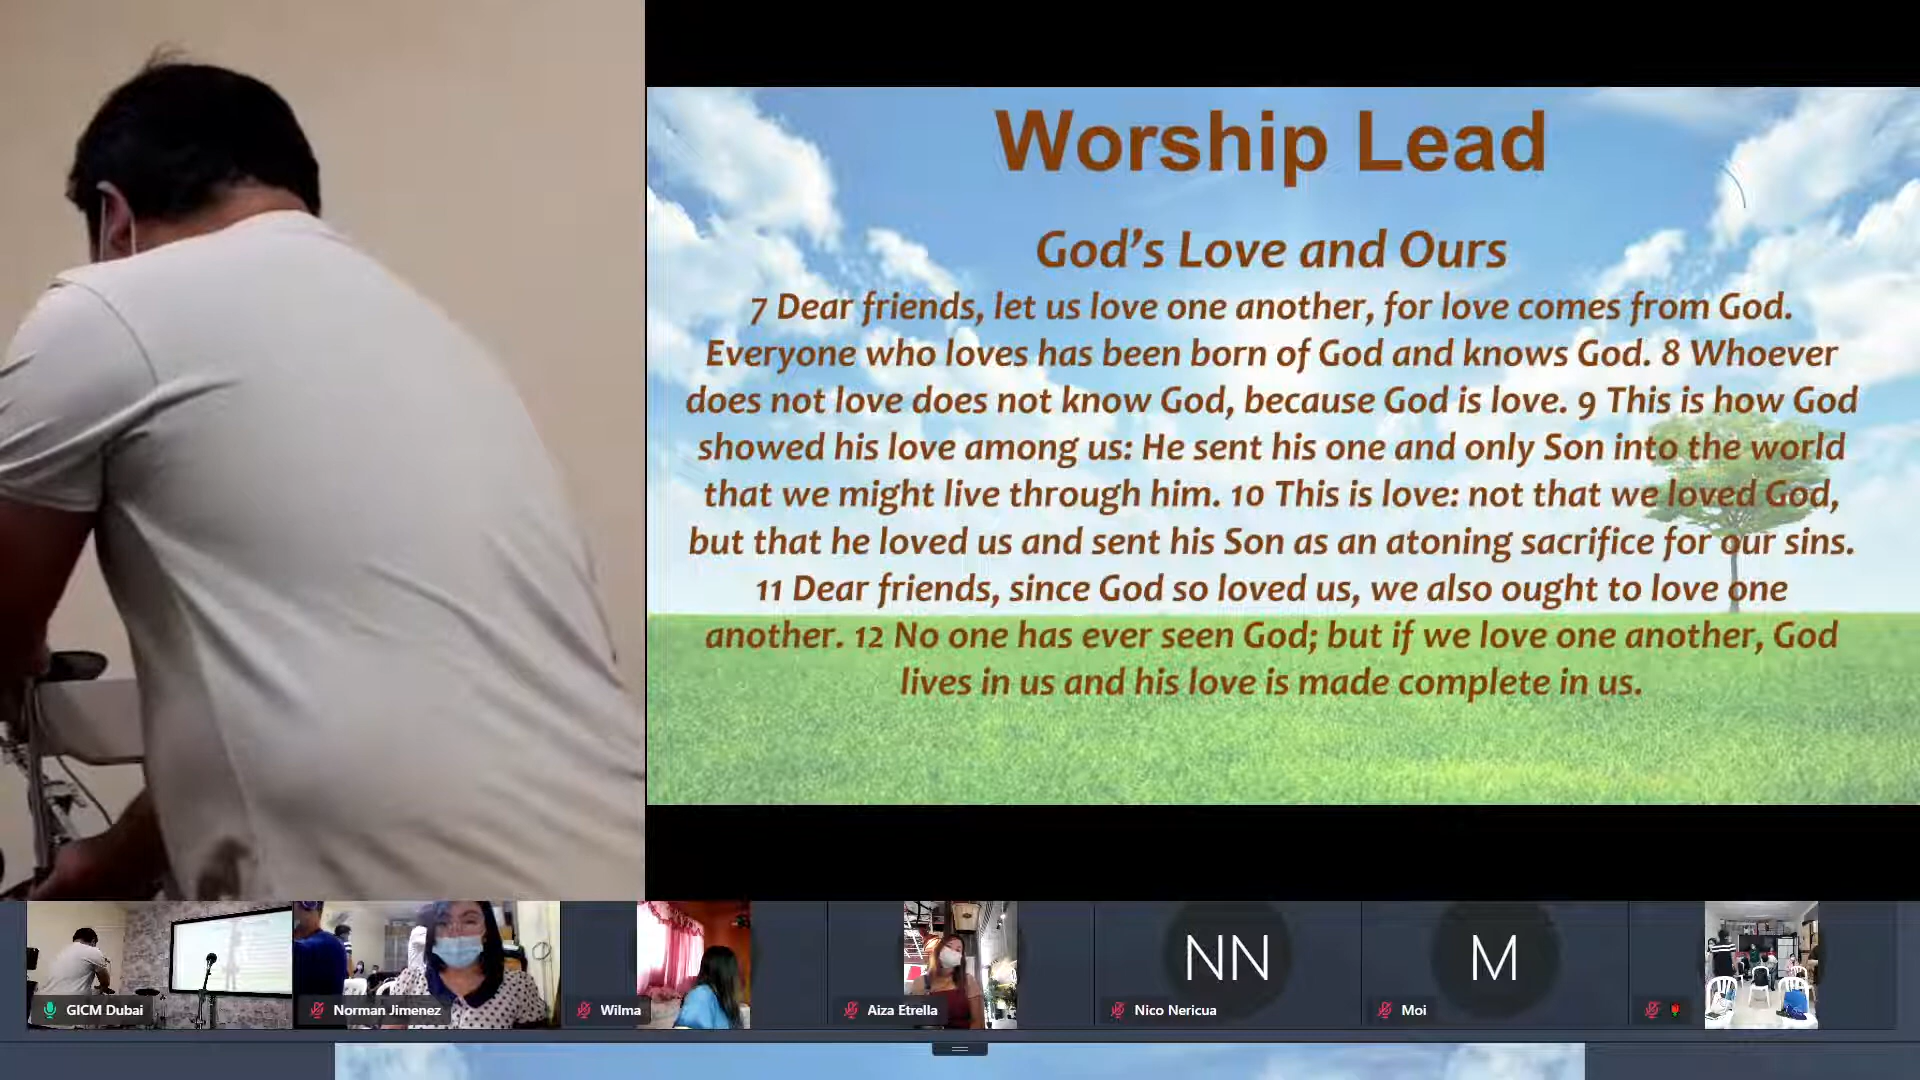 Worship Lead
God's Love and Ours
7 Dear friends, let us love one another, for love comes from God.
Everyone who loves has been born of God and knows God. 8 Whoever
does not love does not know God, because God is love. 9 This is how God
showed his love among us: He sent his one and only Son into the world
that we might live through him. 10 This is love: not that we loved God,
but that he loved us and sent his Son as an atoning sacrifice for our sins.
11 Dear friends, since God so loved us, we also ought to love one
another. 12 No one has ever seen God; but if we love one another, God
lives in us and his love is made complete in us.
NN
M
GICM Dubai
Norman Jimenez
Wilma
Aiza Etrella
Nico Nericua
Moi